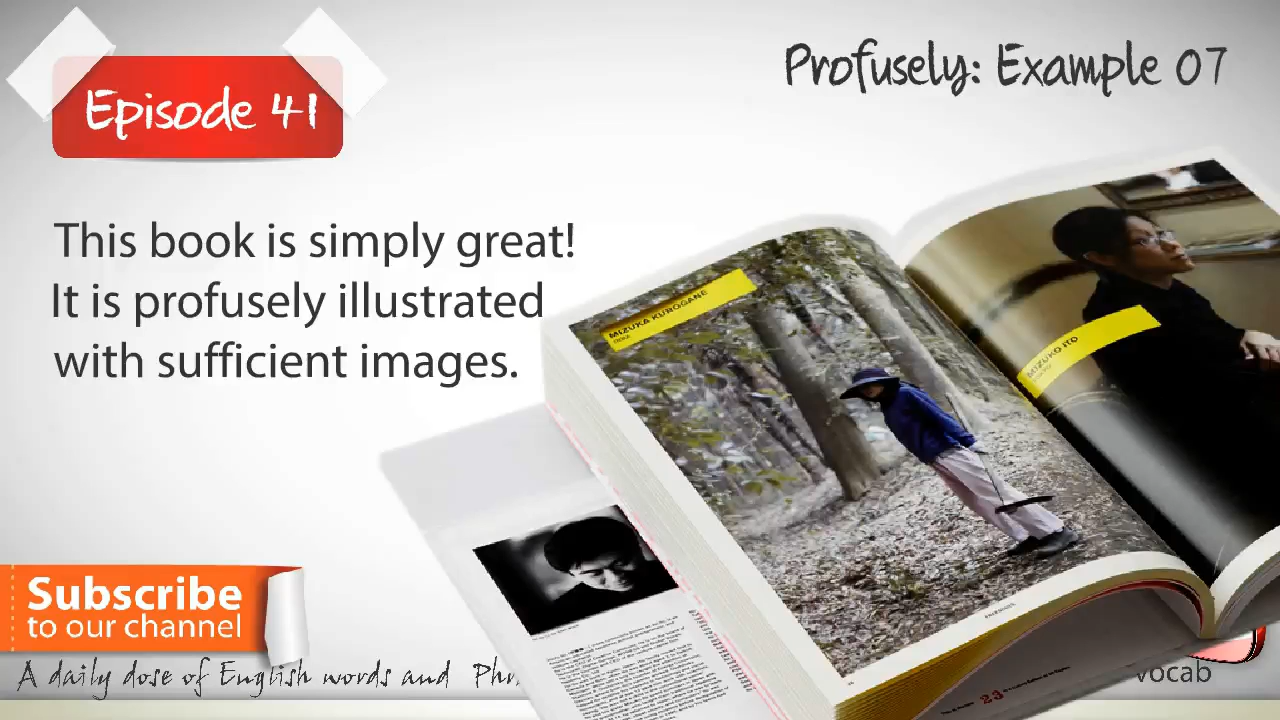 Episode 41
Profusely: Example 07
This book is simply great!
It is profusely illustrated
with sufficient images.
MIZUKA KUROGANE
MIZUKO ITO
Subscribe
to our channel
A daily dose of English words and
vocab
23